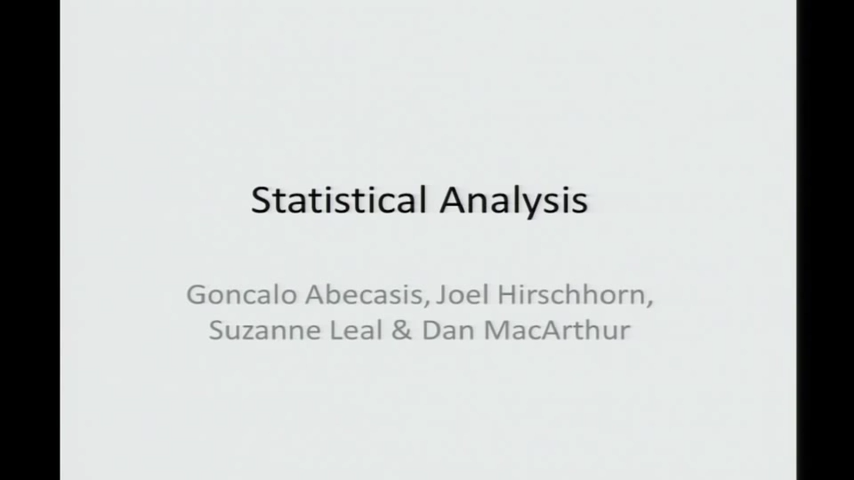 Statistical Analysis
Goncalo Abecasis, Joel Hirschhorn,
Suzanne Leal & Dan MacArthur